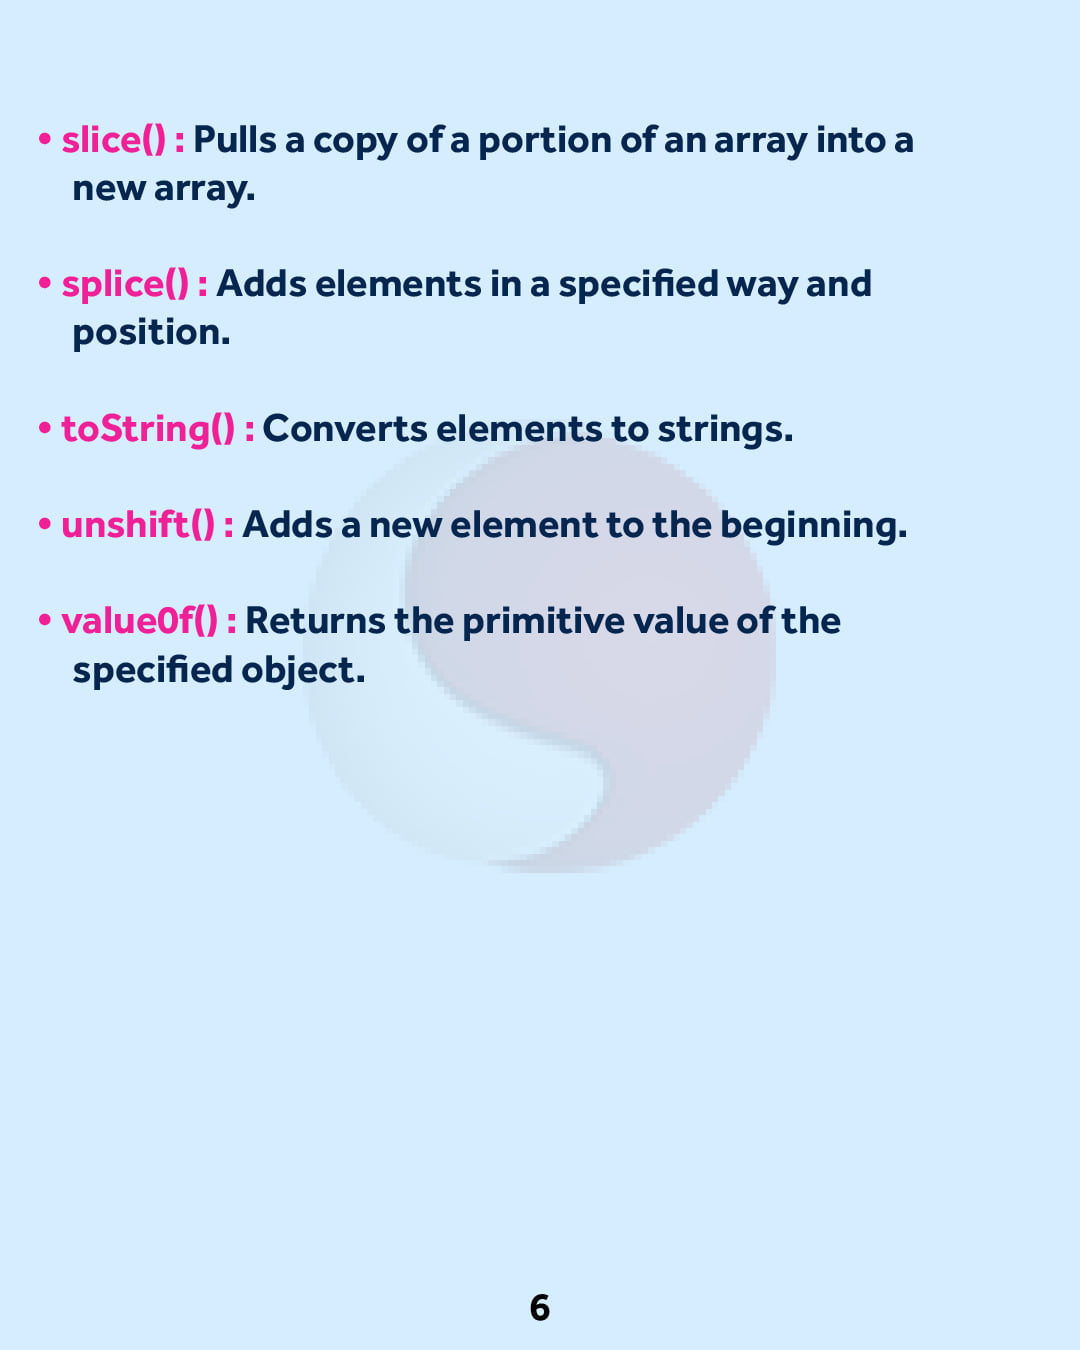 • slice() : Pulls a copy of a portion of an array into a
new array.
• splice() : Adds elements in a specified way and
position.
• toString() : Converts elements to strings.
• unshift() : Adds a new element to the beginning.
• value0f() : Returns the primitive value of the
specified object.
6